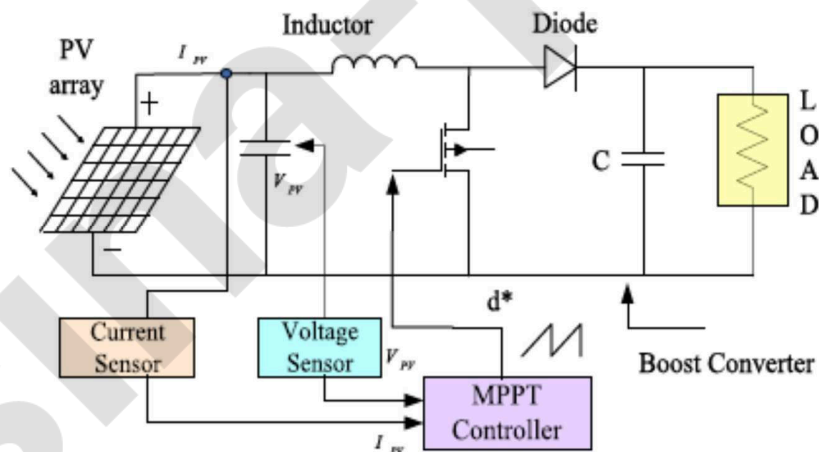 Inductor
Diode
PV
array
I PV
+
−
V PV
C
L
O
A
D
d*
Current
Sensor
Voltage
Sensor
V PV
MPPT
Controller
I PV
Boost Converter